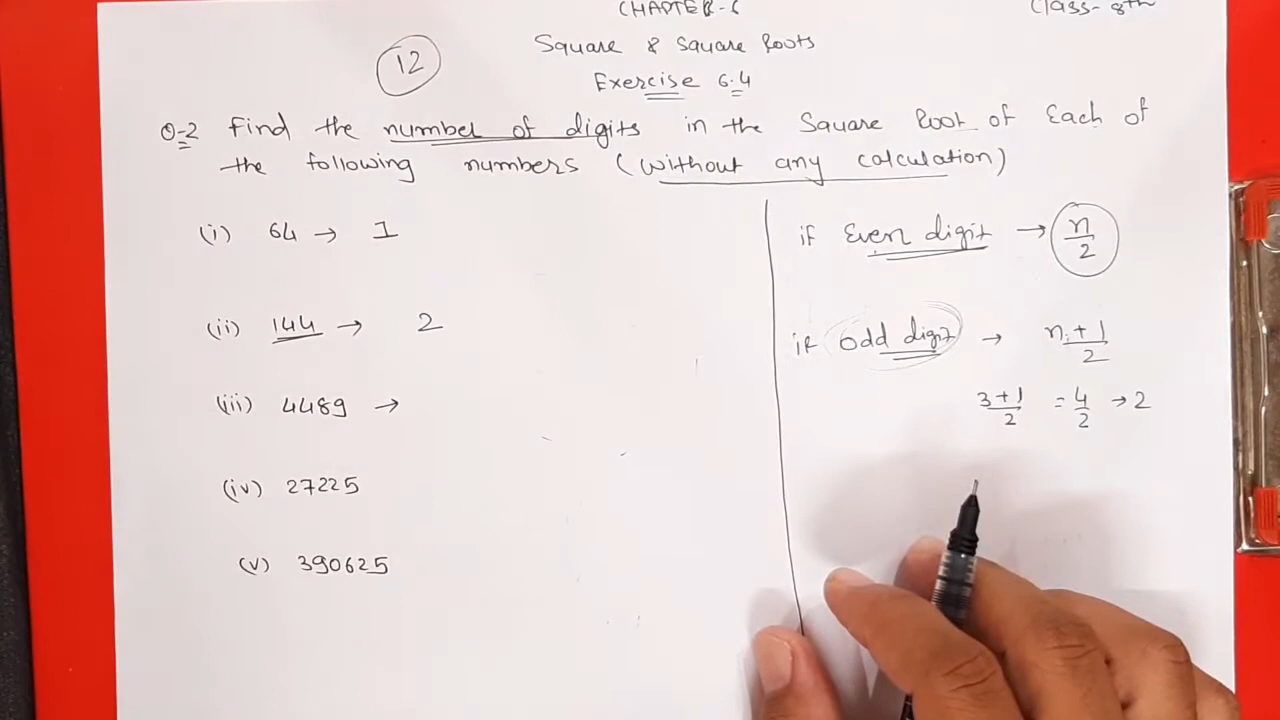 CHAPTER-6
Class-8th
12
Square & Square Roots
Exercise 6.4
Q-2 Find the number of digits in the Square Root of Each of
the following numbers (without any calculation)
(i) 64 → 1
(ii) 144 → 2
(iii) 4489 →
(iv) 27225
(v) 390625
if Even digit → n/2
if odd digit → n+1/2
3+1/2 = 4/2 → 2